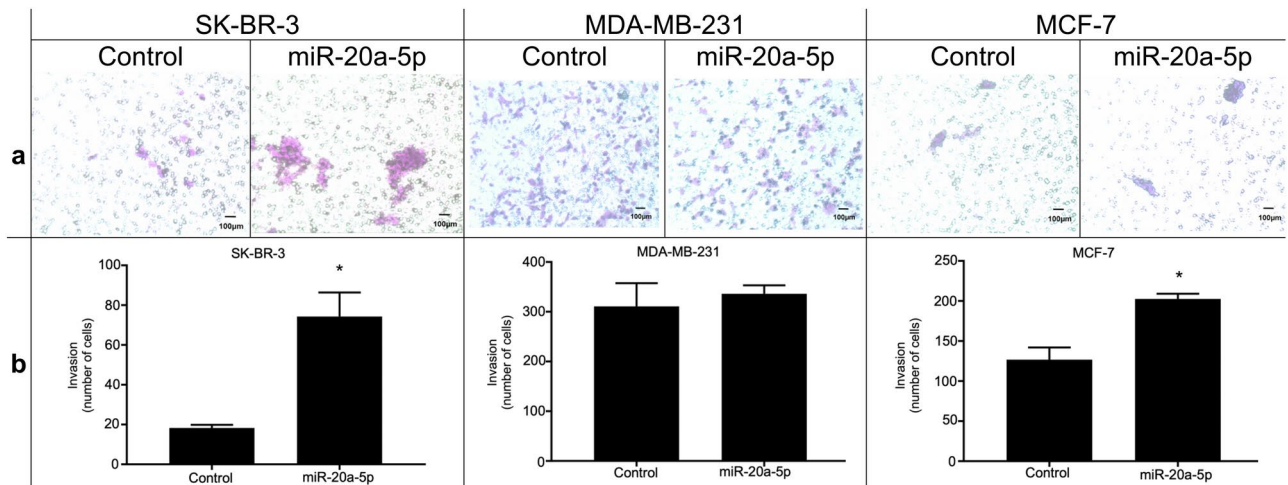 SK-BR-3
MDA-MB-231
MCF-7
Control
miR-20a-5p
Control
miR-20a-5p
Control
miR-20a-5p
a
100μm
100μm
100μm
100μm
100μm
100μm
b
SK-BR-3
Invasion
(number of cells)
100
80
60
40
20
0
*
Control
miR-20a-5p
MDA-MB-231
Invasion
(number of cells)
400
300
200
100
0
Control
miR-20a-5p
MCF-7
Invasion
(number of cells)
250
200
150
100
50
0
*
Control
miR-20a-5p